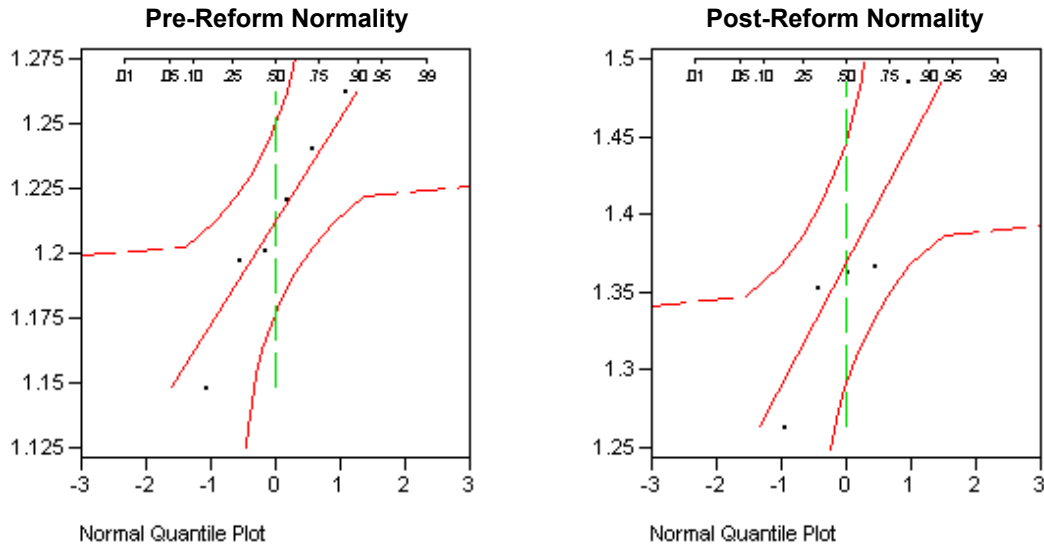 Pre-Reform Normality
Post-Reform Normality
1.275
.01 .05 .10 .25 .50 .75 .90 .95 .99
1.25
1.225
1.2
1.175
1.15
1.125
-3 -2 -1 0 1 2 3
Normal Quantile Plot
1.5
.01 .05 .10 .25 .50 .75 .90 .95 .99
1.45
1.4
1.35
1.3
1.25
-3 -2 -1 0 1 2 3
Normal Quantile Plot